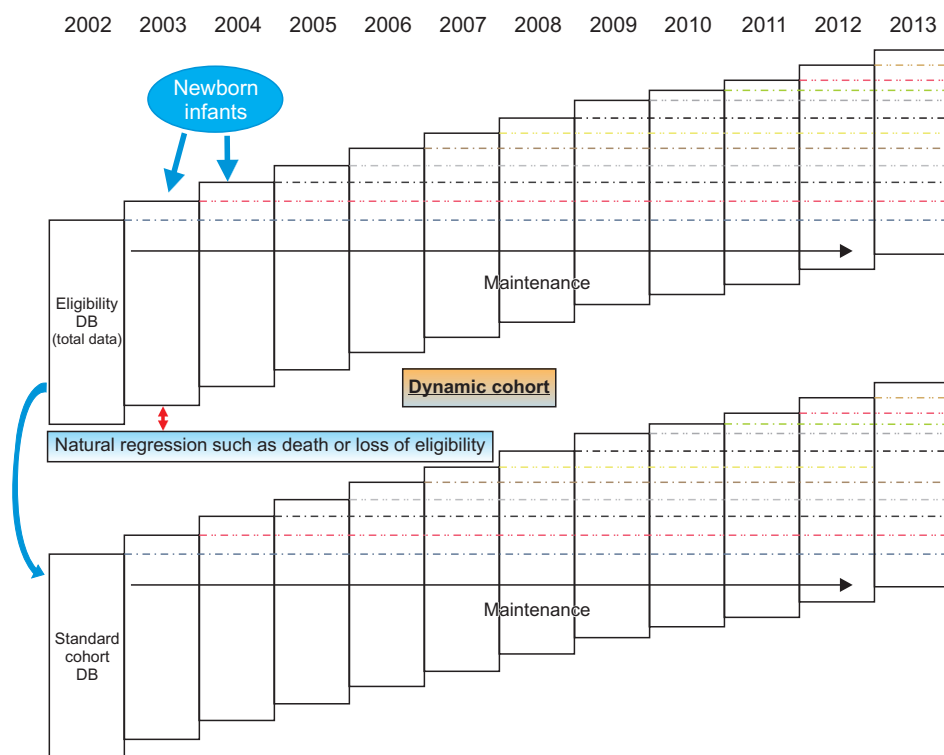 2002 2003 2004 2005 2006 2007 2008 2009 2010 2011 2012 2013
Newborn
infants
Maintenance
Eligibility
DB
(total data)
Dynamic cohort
Natural regression such as death or loss of eligibility
Maintenance
Standard
cohort
DB